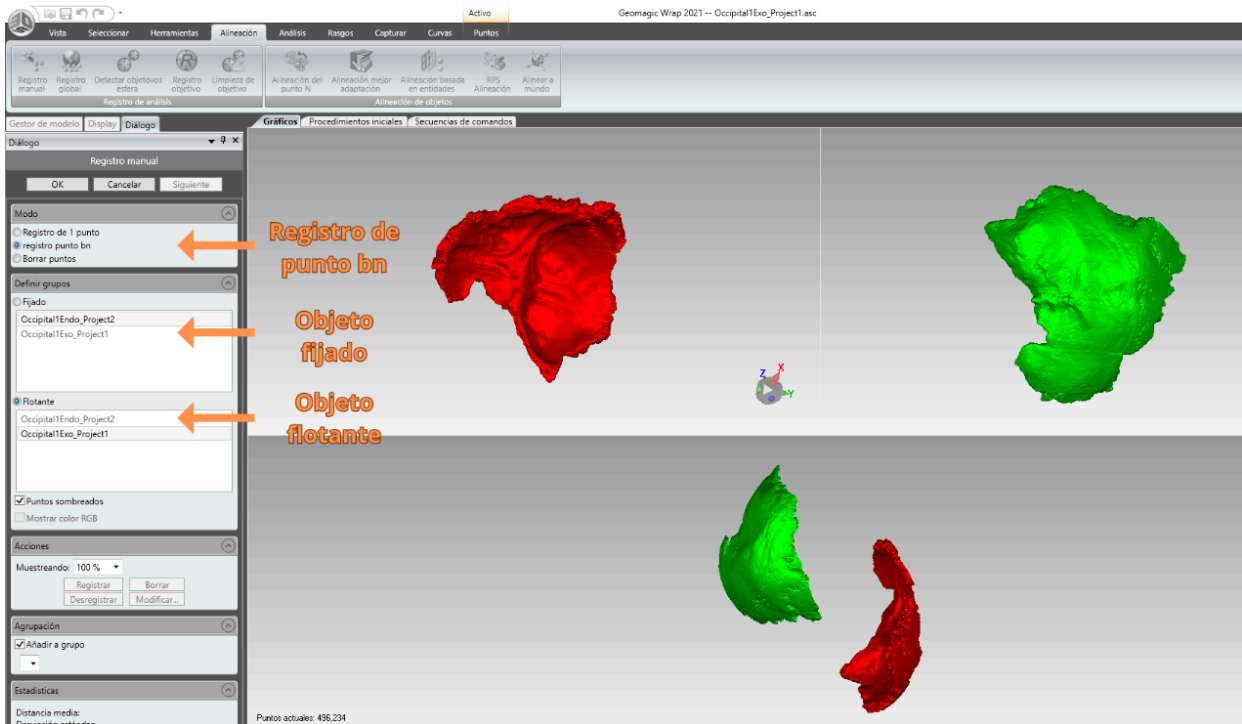 Activo
Geomagic Wrap 2021 -- Occipital1Exo_Project1.asc
Vista Seleccionar Herramientas Alineación Análisis Rasgos Capturar Curvas Puntos
Registro manual
Registro global
Detectar objetovos esfera
Registro objetivo
Limpieza de objetivo
Registro de análisis
Alineación del punto N
Alineación mejor adaptación
Alineación basada en entidades
RPS Alineación
Alinear a mundo
Alineación de objetos
Gestor de modelo Display Diálogo
Gráficos Procedimientos iniciales Secuencias de comandos
Diálogo
Registro manual
OK Cancelar Siguiente
Modo
Registro de 1 punto
registro punto bn
Borrar puntos
Registro de
punto bn
Definir grupos
Fijado
Occipital1Endo_Project2
Occipital1Exo_Project1
Objeto
fijado
Flotante
Occipital1Endo_Project2
Occipital1Exo_Project1
Objeto
flotante
Puntos sombreados
Mostrar color RGB
Acciones
Muestreando: 100 %
Registrar Borrar
Desregistrar Modificar...
Agrupación
Añadir a grupo
Estadísticas
Distancia media:
Desviación estándar:
Z X Y
Puntos actuales: 496,234